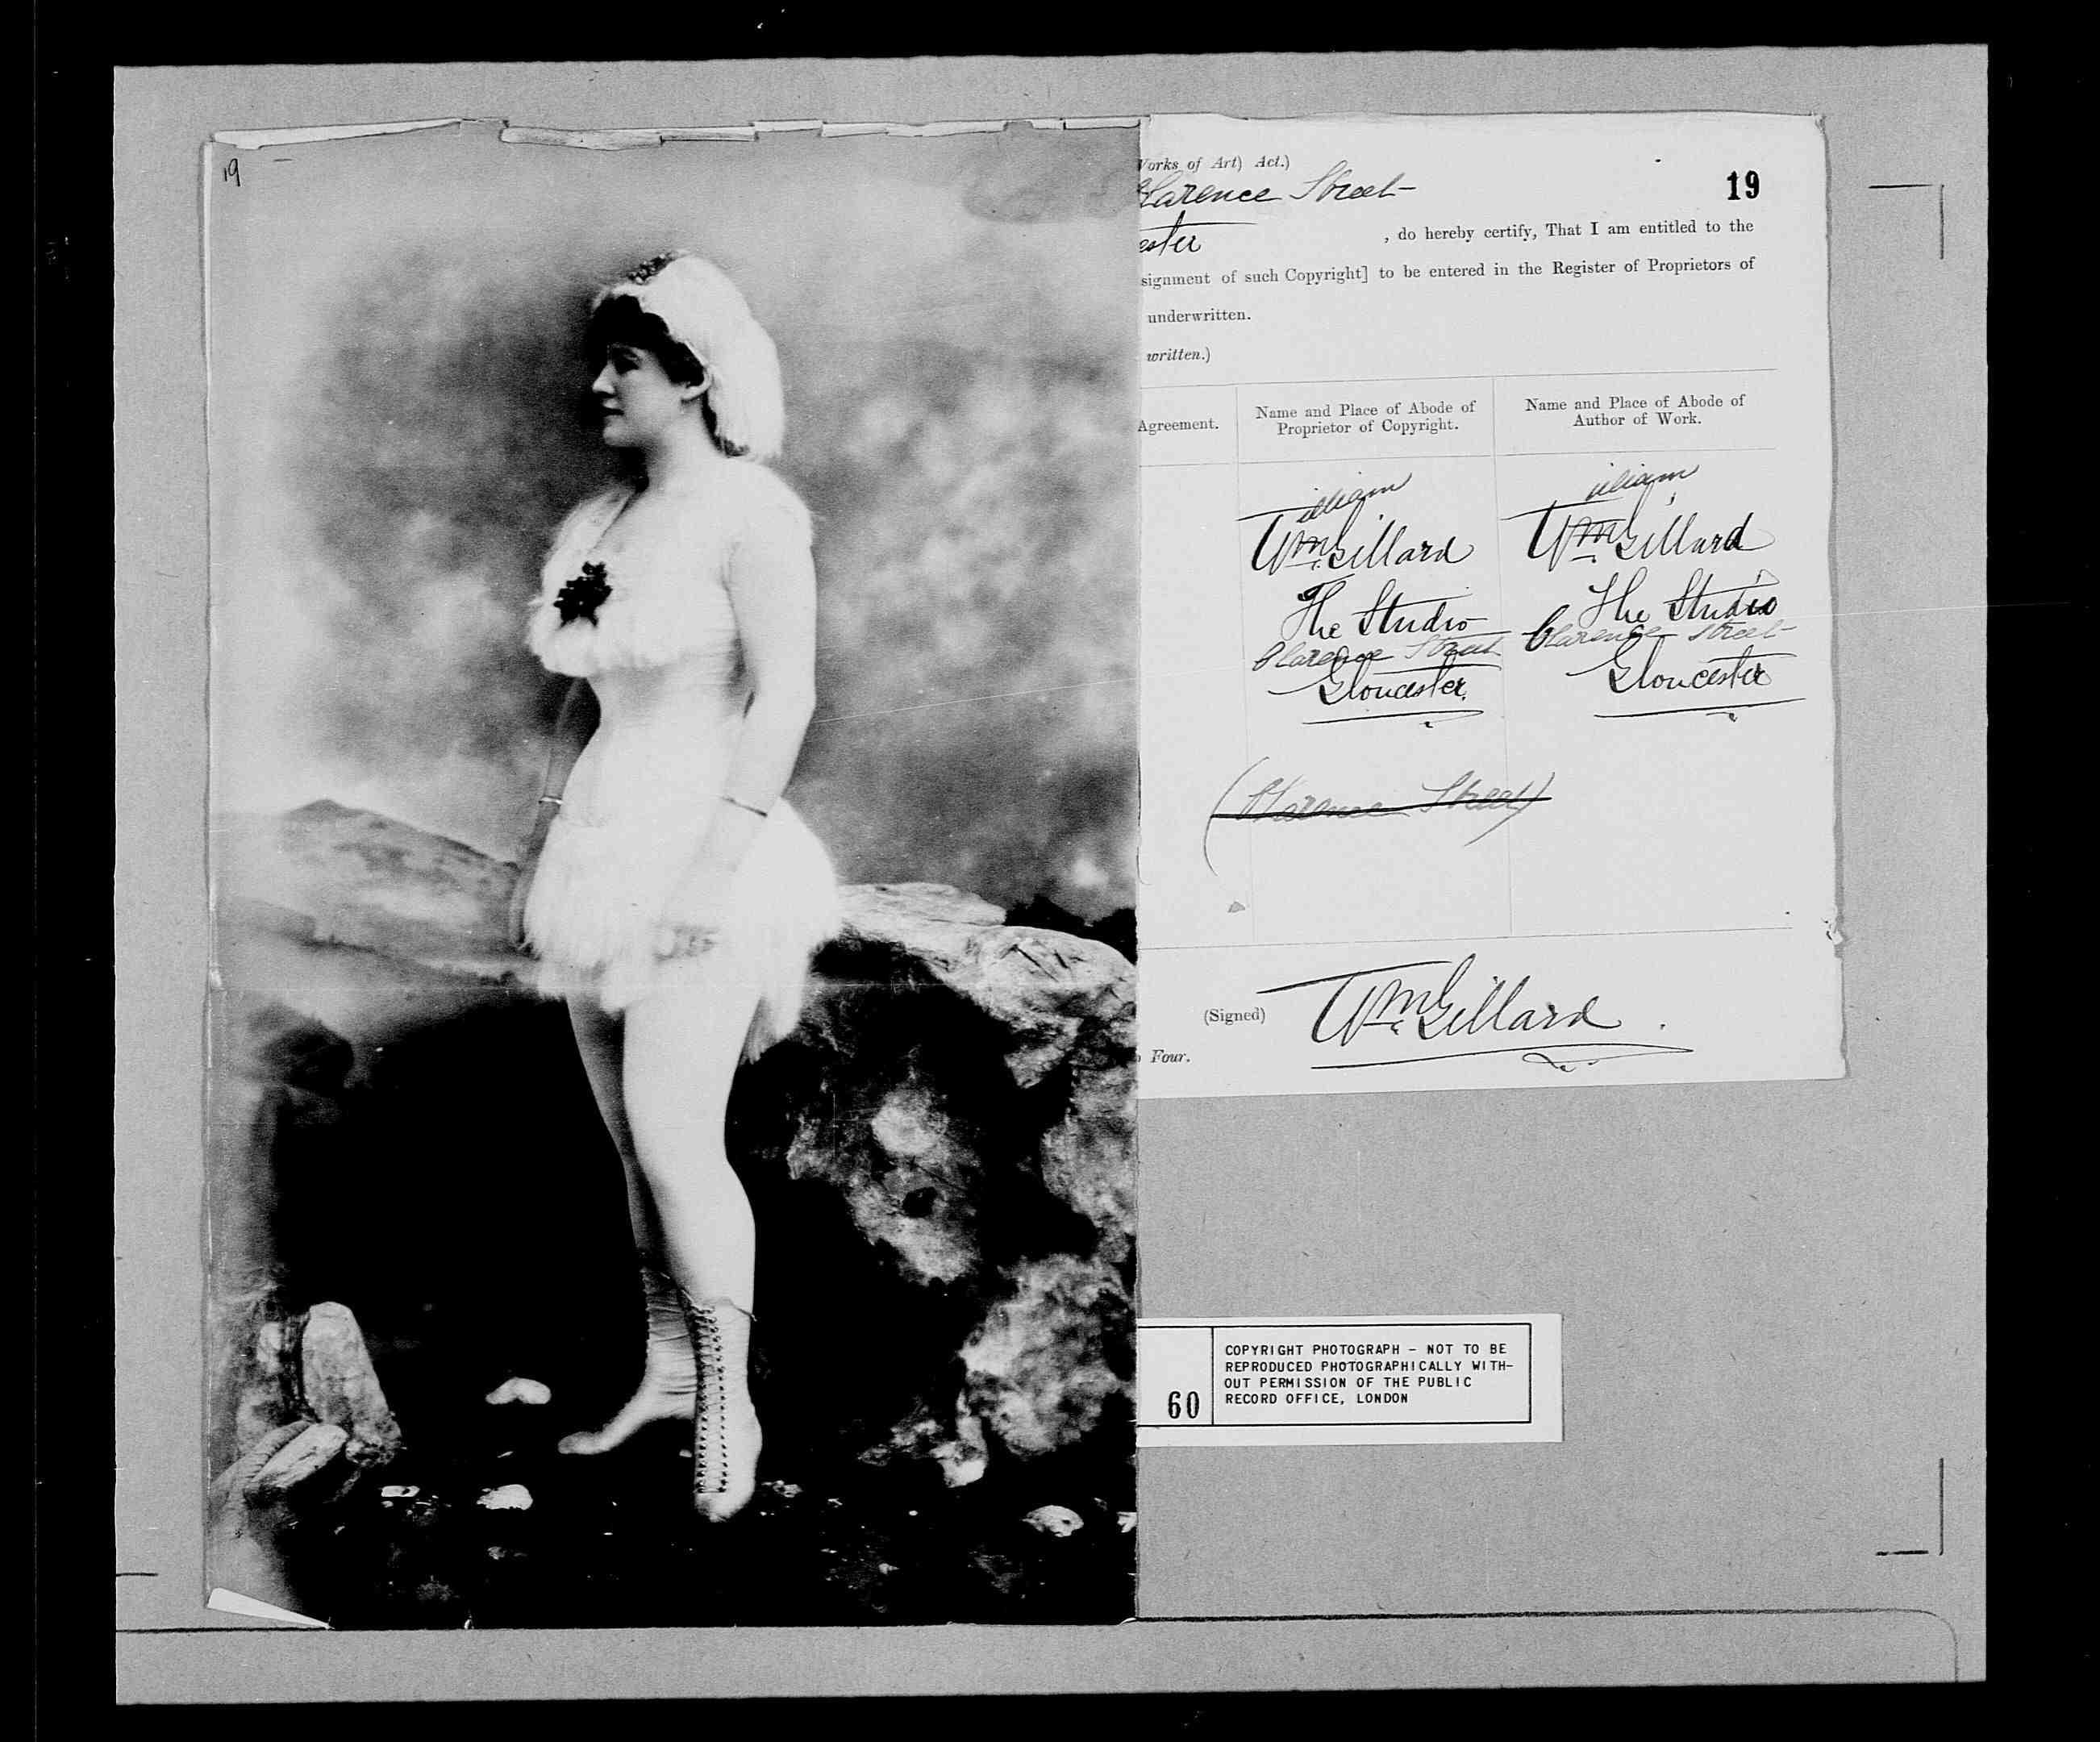 19
Works of Art) Act.)
Clarence Street
19
ester
, do hereby certify, That I am entitled to the
signment of such Copyright] to be entered in the Register of Proprietors of
underwritten.
written.)
Agreement.
Name and Place of Abode of
Proprietor of Copyright.
Name and Place of Abode of
Author of Work.
illiam
Wm. Gillard
The Studio
Clarence Street
Gloucester.
illiam
Wm. Gillard
The Studio
Clarence Street
Gloucester
(Clarence Street)
(Signed)
Wm. Gillard.
Four.
60
COPYRIGHT PHOTOGRAPH - NOT TO BE
REPRODUCED PHOTOGRAPHICALLY WITH-
OUT PERMISSION OF THE PUBLIC
RECORD OFFICE, LONDON